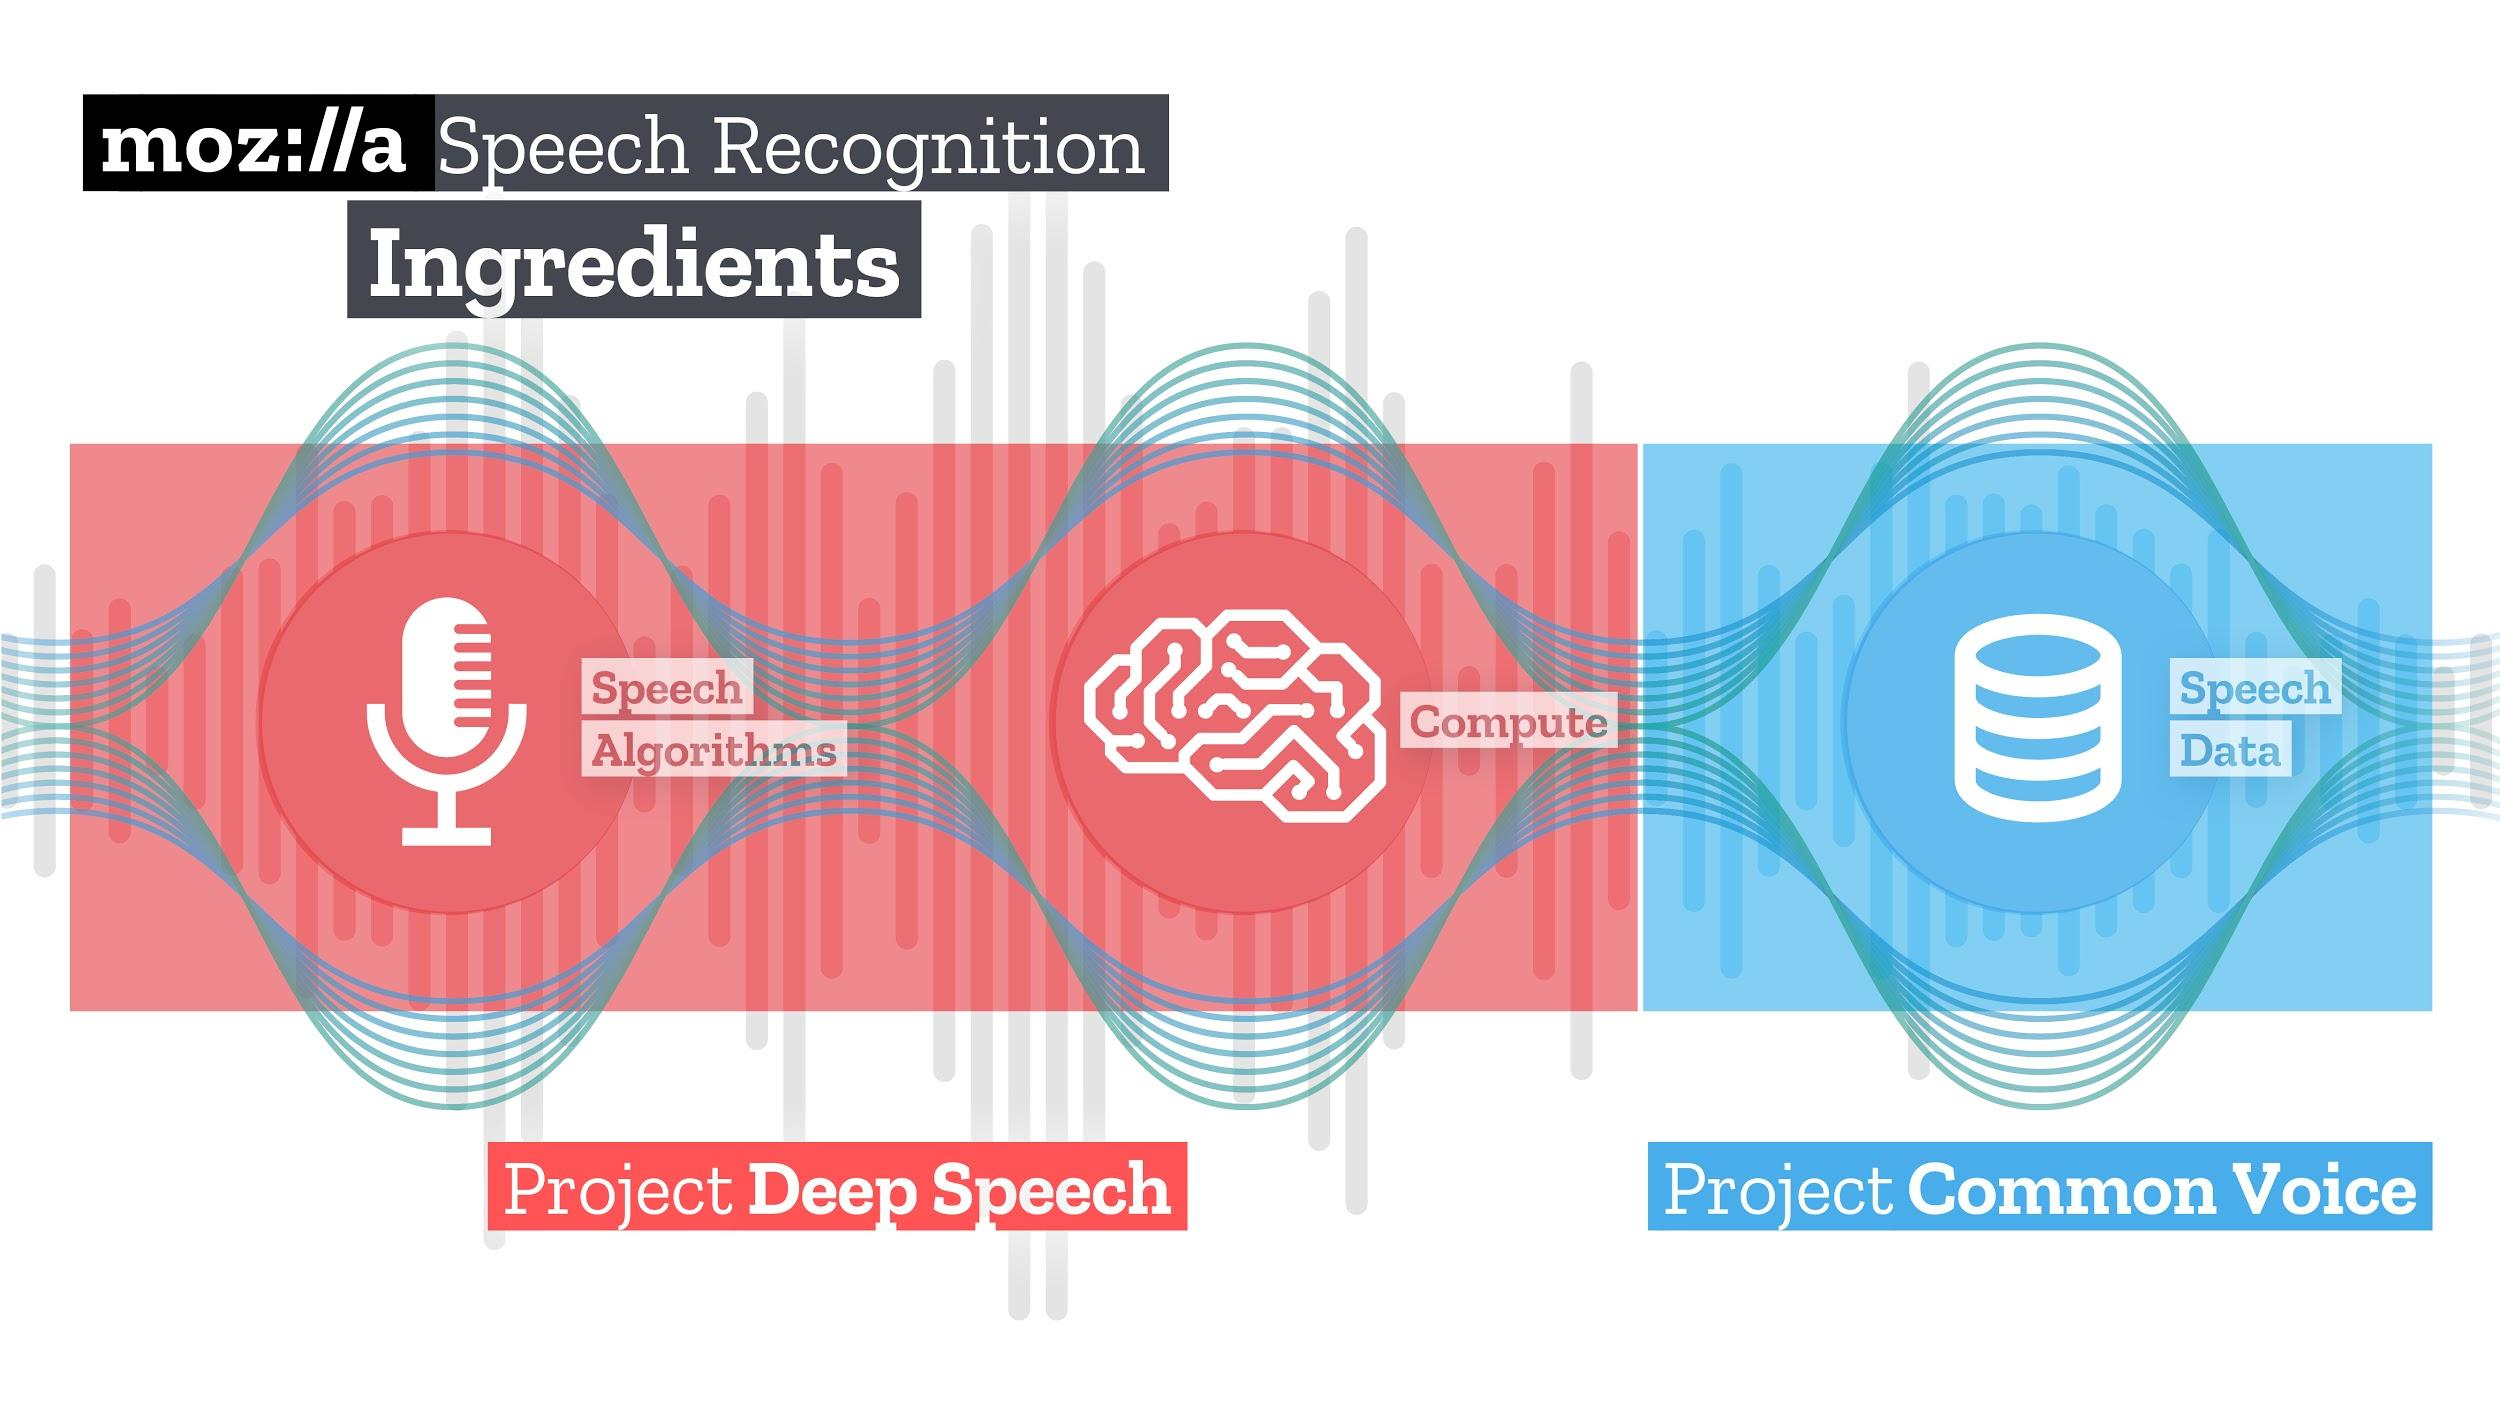 moz://a Speech Recognition
Ingredients
Speech
Algorithms
Compute
Speech
Data
Project Deep Speech
Project Common Voice